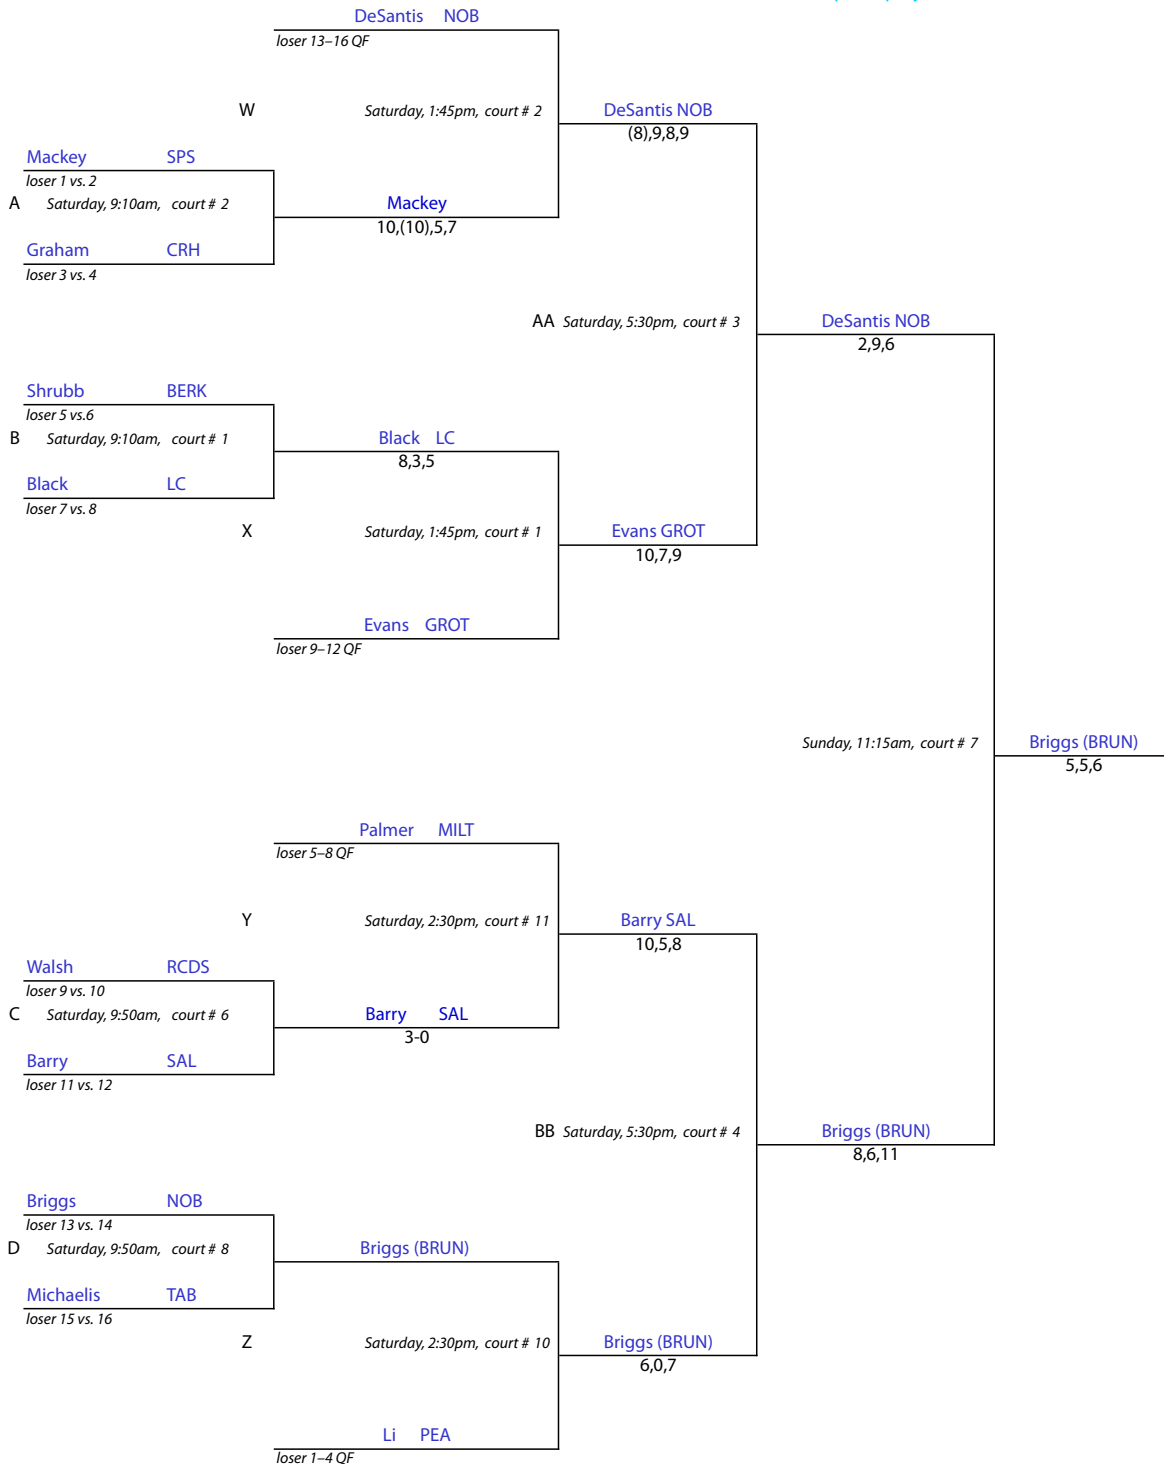 DeSantis NOB
loser 13–16 QF
W Saturday, 1:45pm, court # 2
DeSantis NOB
(8),9,8,9
Mackey SPS
loser 1 vs. 2
A Saturday, 9:10am, court # 2
Mackey
10,(10),5,7
Graham CRH
loser 3 vs. 4
AA Saturday, 5:30pm, court # 3
DeSantis NOB
2,9,6
Shrubb BERK
loser 5 vs.6
B Saturday, 9:10am, court # 1
Black LC
8,3,5
Black LC
loser 7 vs. 8
X Saturday, 1:45pm, court # 1
Evans GROT
10,7,9
Evans GROT
loser 9–12 QF
Sunday, 11:15am, court # 7
Briggs (BRUN)
5,5,6
Palmer MILT
loser 5–8 QF
Y Saturday, 2:30pm, court # 11
Barry SAL
10,5,8
Walsh RCDS
loser 9 vs. 10
C Saturday, 9:50am, court # 6
Barry SAL
3-0
Barry SAL
loser 11 vs. 12
BB Saturday, 5:30pm, court # 4
Briggs (BRUN)
8,6,11
Briggs NOB
loser 13 vs. 14
D Saturday, 9:50am, court # 8
Briggs (BRUN)
Michaelis TAB
loser 15 vs. 16
Z Saturday, 2:30pm, court # 10
Briggs (BRUN)
6,0,7
Li PEA
loser 1–4 QF